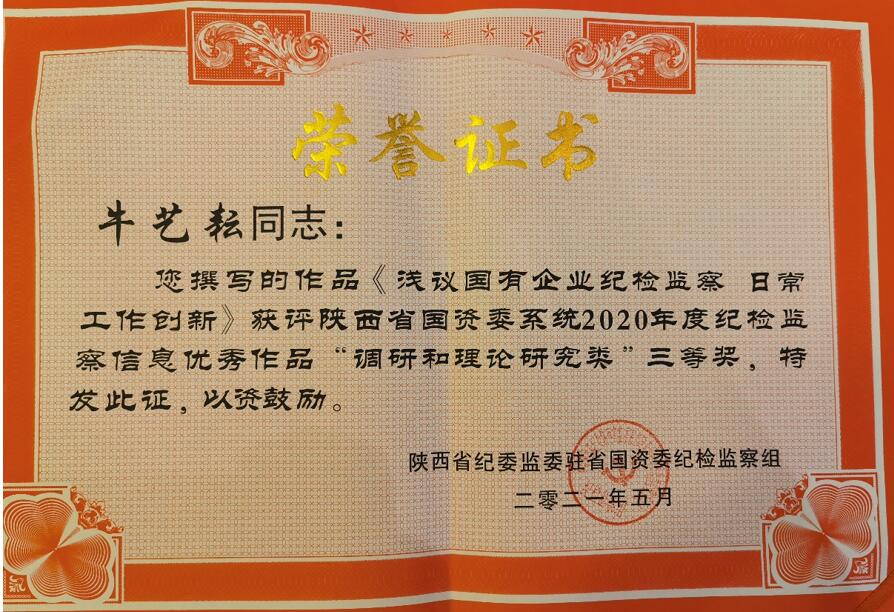 荣誉证书
牛艺耘同志：
您撰写的作品《浅议国有企业纪检监察 日常
工作创新》获评陕西省国资委系统2020年度纪检监
察信息优秀作品“调研和理论研究类”三等奖，特
发此证，以资鼓励。
陕西省纪委监委驻省国资委纪检监察组
二零二一年五月